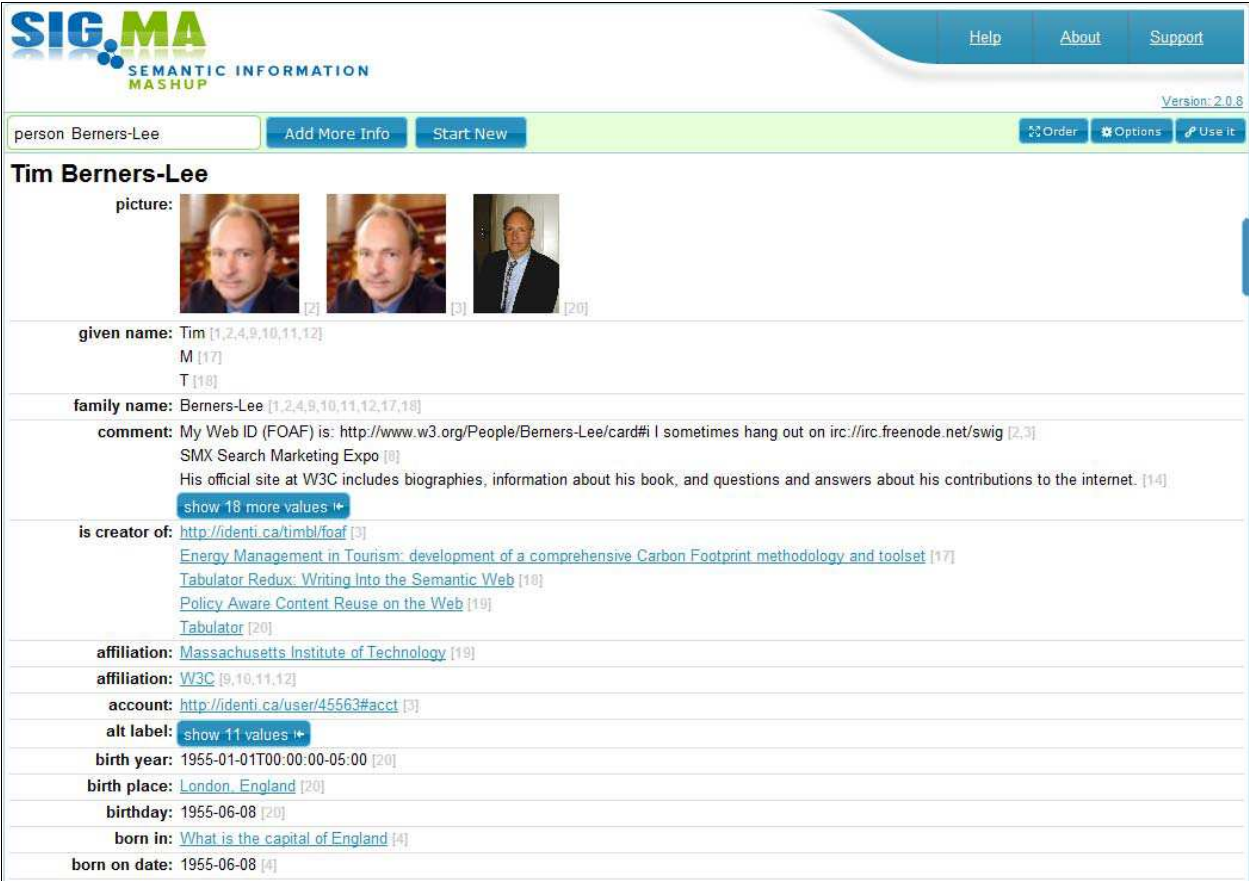 SIG.MA
SEMANTIC INFORMATION
MASHUP
Help About Support
Version: 2.0.8
person Berners-Lee Add More Info Start New Order Options Use it
Tim Berners-Lee
picture: [2] [3] [20]
given name: Tim [1,2,4,9,10,11,12]
M [17]
T [18]
family name: Berners-Lee [1,2,4,9,10,11,12,17,18]
comment: My Web ID (FOAF) is: http://www.w3.org/People/Berners-Lee/card#i I sometimes hang out on irc://irc.freenode.net/swig [2,3]
SMX Search Marketing Expo [8]
His official site at W3C includes biographies, information about his book, and questions and answers about his contributions to the internet. [14]
show 18 more values
is creator of: http://identi.ca/timbl/foaf [3]
Energy Management in Tourism: development of a comprehensive Carbon Footprint methodology and toolset [17]
Tabulator Redux: Writing Into the Semantic Web [18]
Policy Aware Content Reuse on the Web [19]
Tabulator [20]
affiliation: Massachusetts Institute of Technology [19]
affiliation: W3C [9,10,11,12]
account: http://identi.ca/user/45563#acct [3]
alt label: show 11 values
birth year: 1955-01-01T00:00:00-05:00 [20]
birth place: London, England [20]
birthday: 1955-06-08 [20]
born in: What is the capital of England [4]
born on date: 1955-06-08 [4]